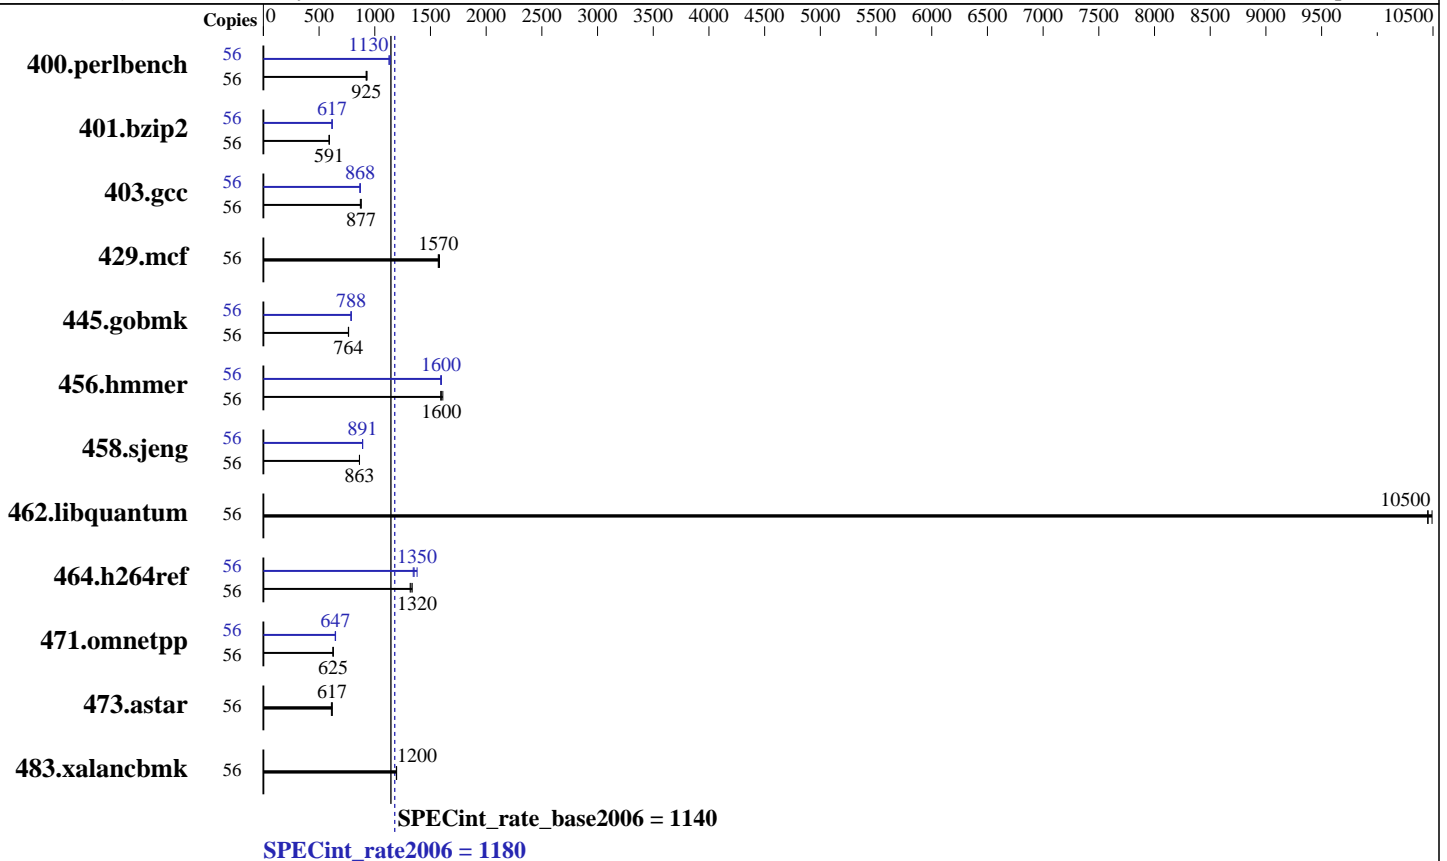 Copies 0 500 1000 1500 2000 2500 3000 3500 4000 4500 5000 5500 6000 6500 7000 7500 8000 8500 9000 9500 10500
400.perlbench 56 1130
56 925
401.bzip2 56 617
56 591
403.gcc 56 868
56 877
429.mcf 56 1570
445.gobmk 56 788
56 764
456.hmmer 56 1600
56 1600
458.sjeng 56 891
56 863
462.libquantum 56 10500
464.h264ref 56 1350
56 1320
471.omnetpp 56 647
56 625
473.astar 56 617
483.xalancbmk 56 1200
SPECint_rate_base2006 = 1140
SPECint_rate2006 = 1180